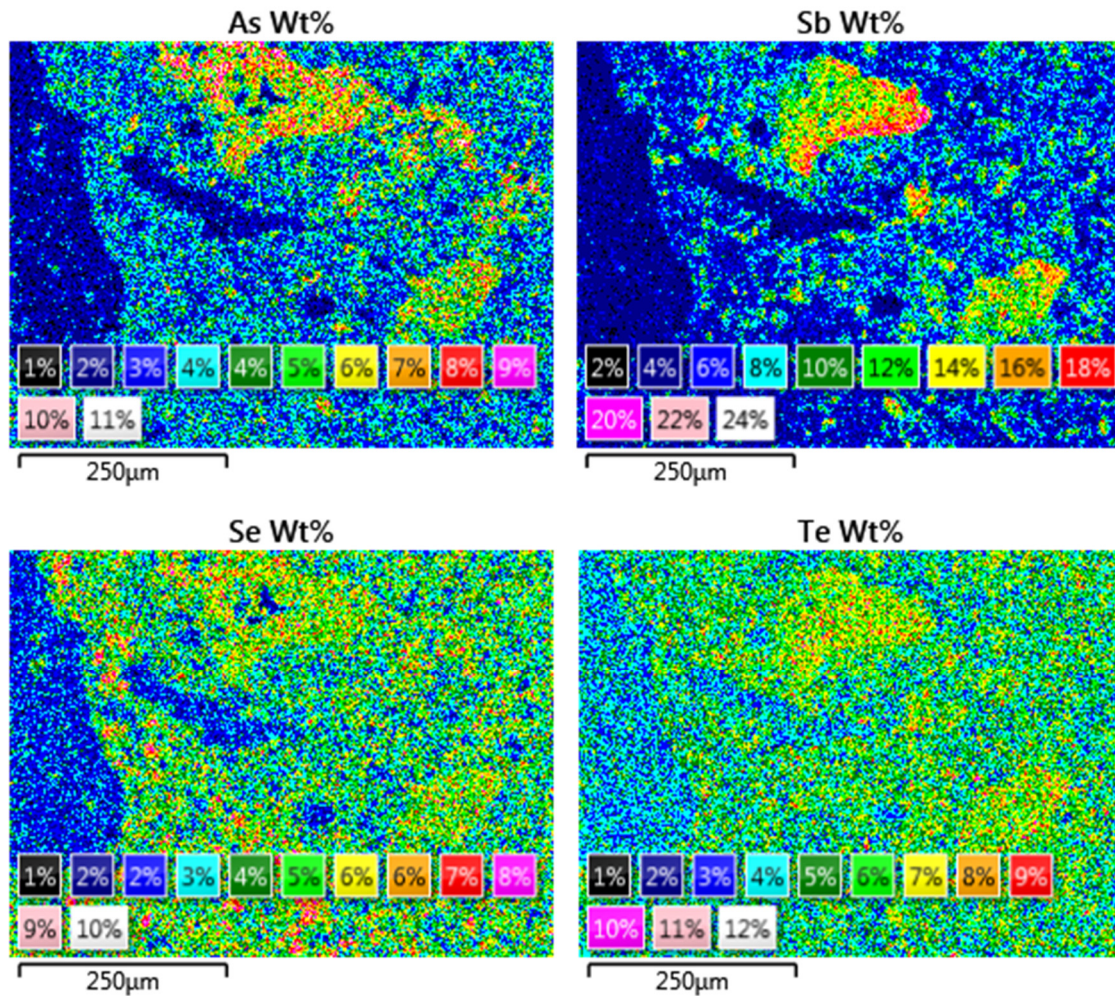 As Wt%
1% 2% 3% 4% 4% 5% 6% 7% 8% 9%
10% 11%
250µm
Sb Wt%
2% 4% 6% 8% 10% 12% 14% 16% 18%
20% 22% 24%
250µm
Se Wt%
1% 2% 2% 3% 4% 5% 6% 6% 7% 8%
9% 10%
250µm
Te Wt%
1% 2% 3% 4% 5% 6% 7% 8% 9%
10% 11% 12%
250µm